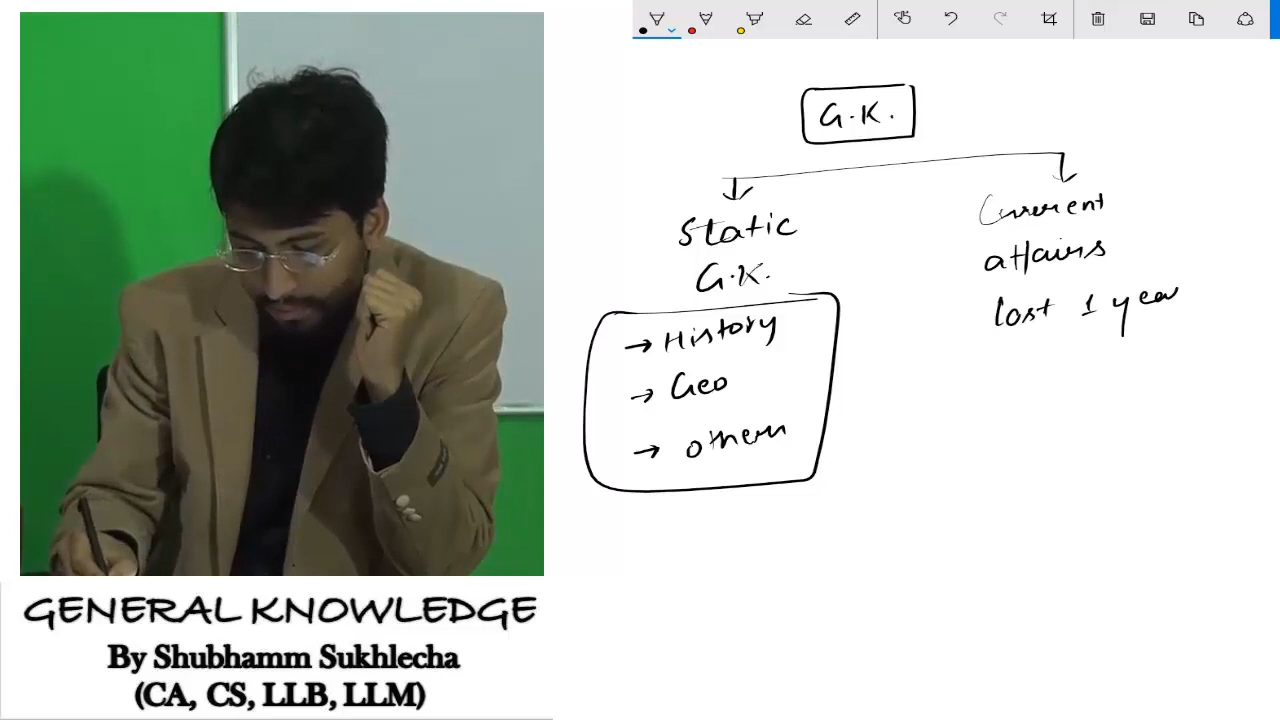 G.K.
Static
G.K.
→ History
→ Geo
→ others
Current
affairs
last 1 year
GENERAL KNOWLEDGE
By Shubhamm Sukhlecha
(CA, CS, LLB, LLM)